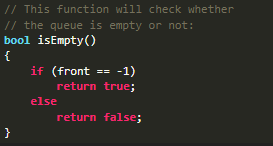 // This function will check whether
// the queue is empty or not:
bool isEmpty()
{
    if (front == -1)
        return true;
    else
        return false;
}